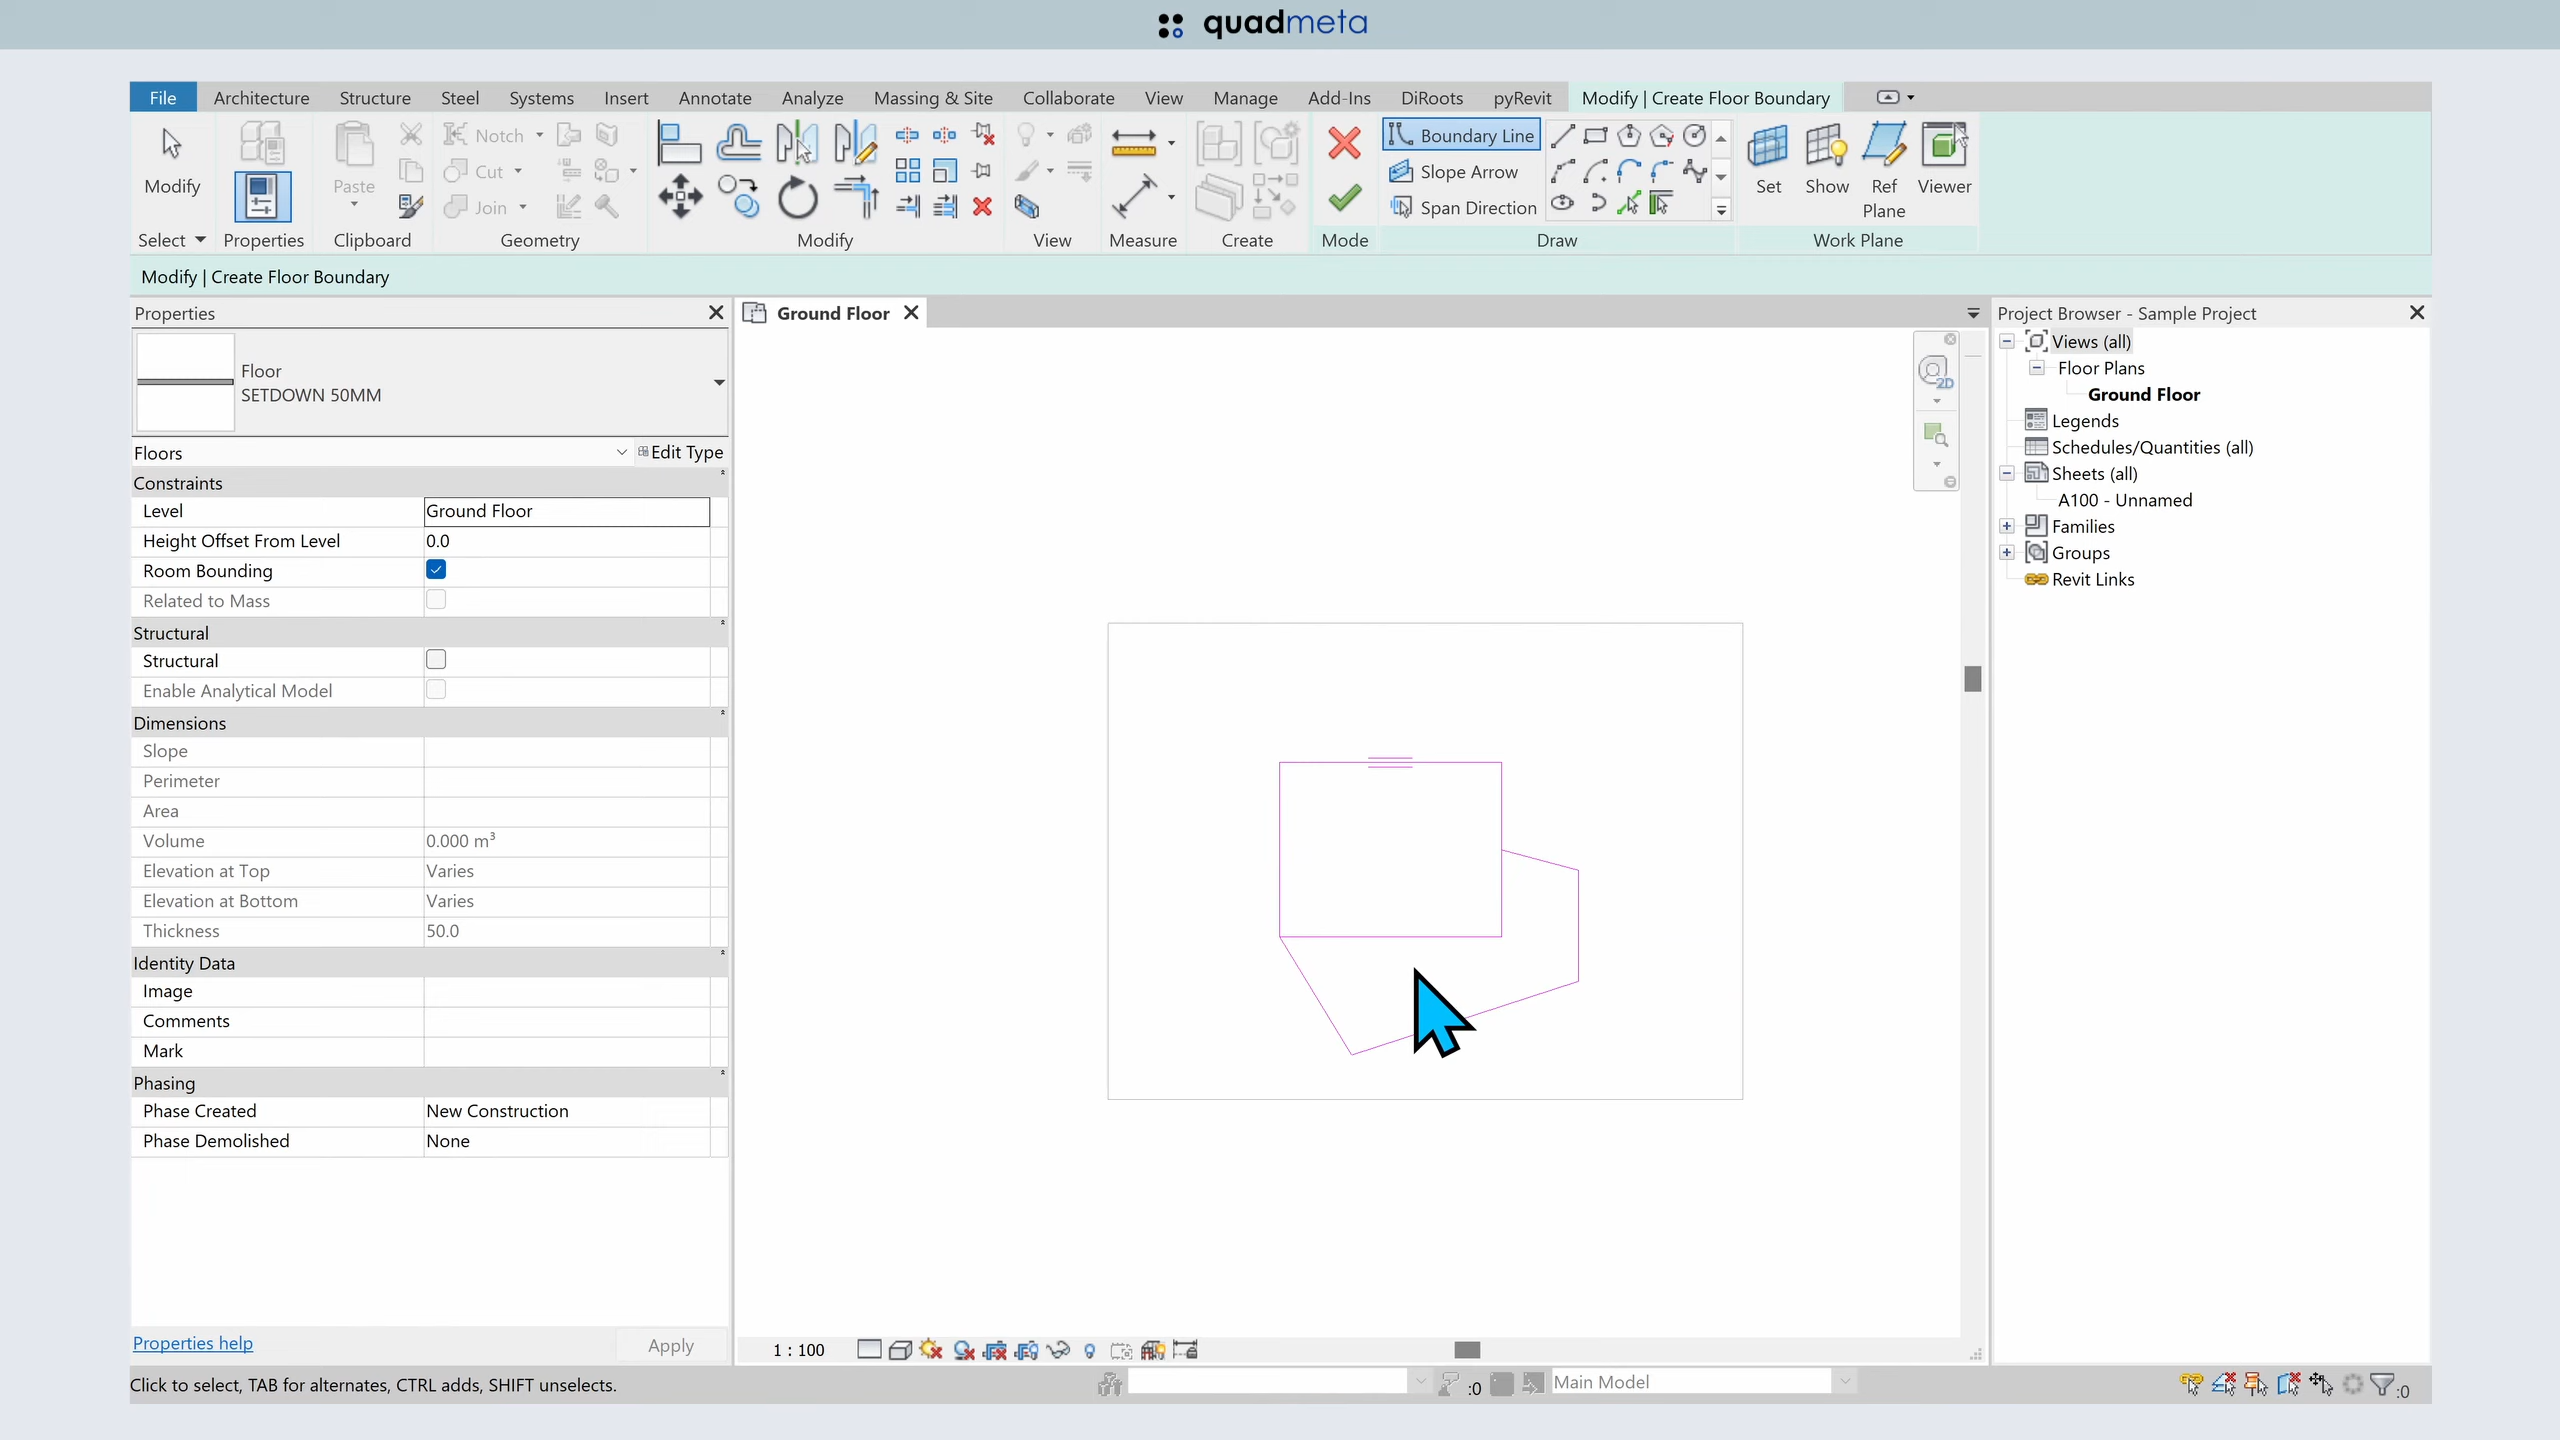 quadmeta
File Architecture Structure Steel Systems Insert Annotate Analyze Massing & Site Collaborate View Manage Add-Ins DiRoots pyRevit Modify | Create Floor Boundary
Notch
Boundary Line
Cut
Slope Arrow
Modify Paste Set Show Ref Plane Viewer
Join
Span Direction
Select Properties Clipboard Geometry Modify View Measure Create Mode Draw Work Plane
Modify | Create Floor Boundary
Properties
Floor
SETDOWN 50MM
Floors Edit Type
Constraints
Level Ground Floor
Height Offset From Level 0.0
Room Bounding
Related to Mass
Structural
Structural
Enable Analytical Model
Dimensions
Slope
Perimeter
Area
Volume 0.000 m³
Elevation at Top Varies
Elevation at Bottom Varies
Thickness 50.0
Identity Data
Image
Comments
Mark
Phasing
Phase Created New Construction
Phase Demolished None
Properties help Apply
Ground Floor
2D
1 : 100
Project Browser - Sample Project
Views (all)
Floor Plans
Ground Floor
Legends
Schedules/Quantities (all)
Sheets (all)
A100 - Unnamed
Families
Groups
Revit Links
Click to select, TAB for alternates, CTRL adds, SHIFT unselects. :0 Main Model :0